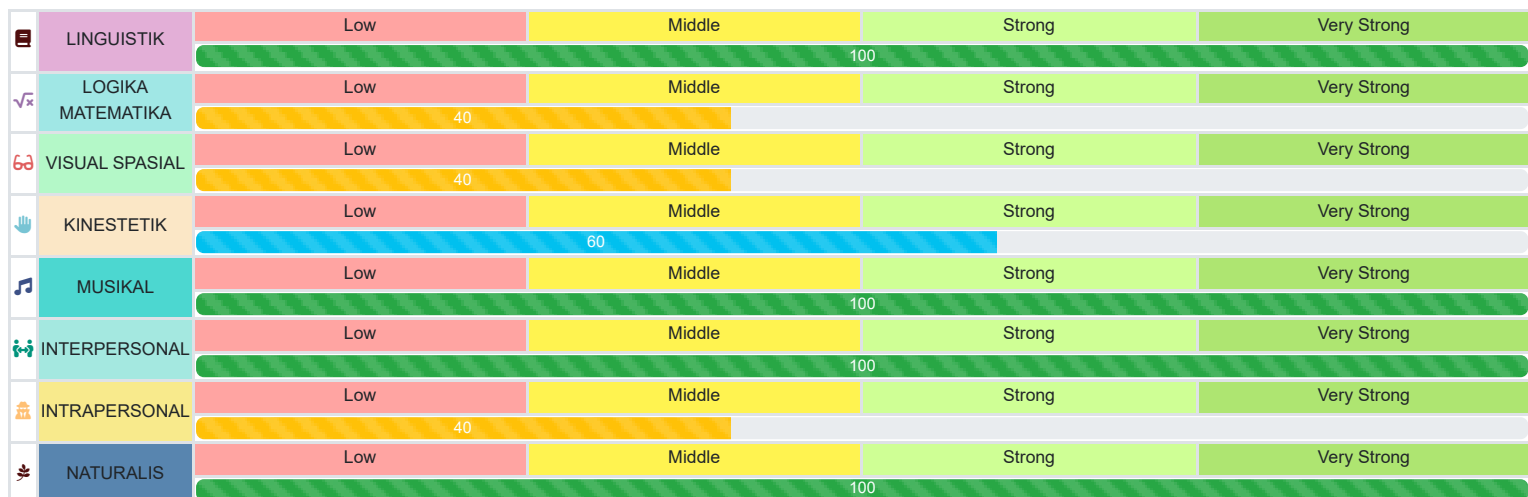 LINGUISTIK
Low Middle Strong Very Strong
100
LOGIKA
MATEMATIKA
Low Middle Strong Very Strong
40
VISUAL SPASIAL
Low Middle Strong Very Strong
40
KINESTETIK
Low Middle Strong Very Strong
60
MUSIKAL
Low Middle Strong Very Strong
100
INTERPERSONAL
Low Middle Strong Very Strong
100
INTRAPERSONAL
Low Middle Strong Very Strong
40
NATURALIS
Low Middle Strong Very Strong
100